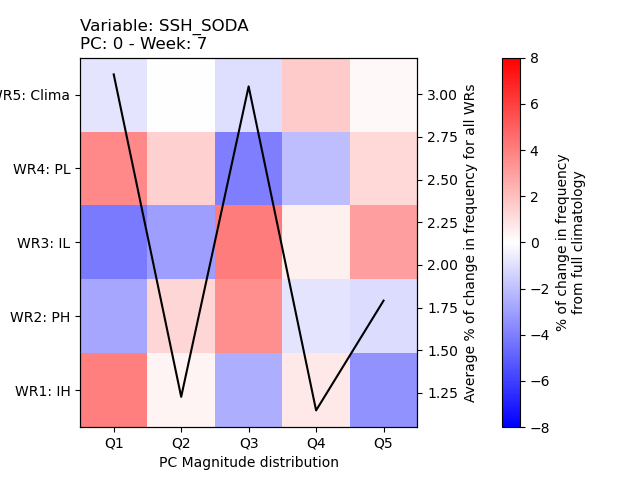 Variable: SSH_SODA
PC: 0 - Week: 7
WR5: Clima
WR4: PL
WR3: IL
WR2: PH
WR1: IH
Q1 Q2 Q3 Q4 Q5
PC Magnitude distribution
3.00
2.75
2.50
2.25
2.00
1.75
1.50
1.25
Average % of change in frequency for all WRs
8
6
4
2
0
−2
−4
−6
−8
% of change in frequency
from full climatology